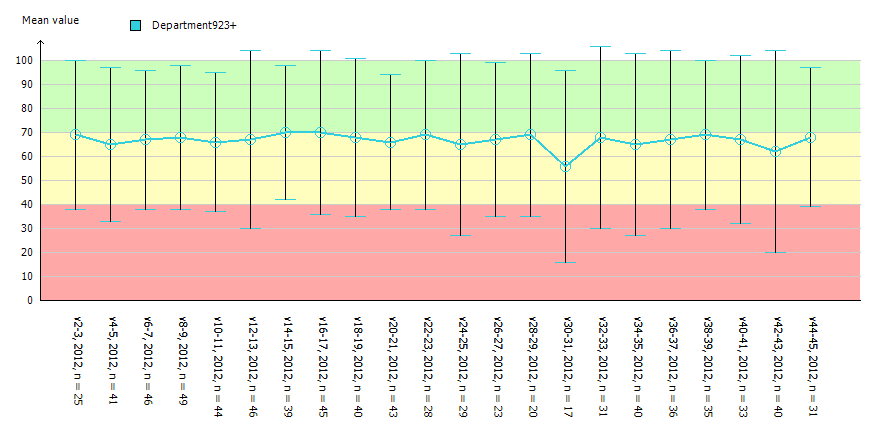 Mean value
Department923+
100
90
80
70
60
50
40
30
20
10
0
v2-3, 2012, n = 25
v4-5, 2012, n = 41
v6-7, 2012, n = 46
v8-9, 2012, n = 49
v10-11, 2012, n = 44
v12-13, 2012, n = 46
v14-15, 2012, n = 39
v16-17, 2012, n = 45
v18-19, 2012, n = 40
v20-21, 2012, n = 43
v22-23, 2012, n = 28
v24-25, 2012, n = 29
v26-27, 2012, n = 23
v28-29, 2012, n = 20
v30-31, 2012, n = 17
v32-33, 2012, n = 31
v34-35, 2012, n = 40
v36-37, 2012, n = 36
v38-39, 2012, n = 35
v40-41, 2012, n = 33
v42-43, 2012, n = 40
v44-45, 2012, n = 31